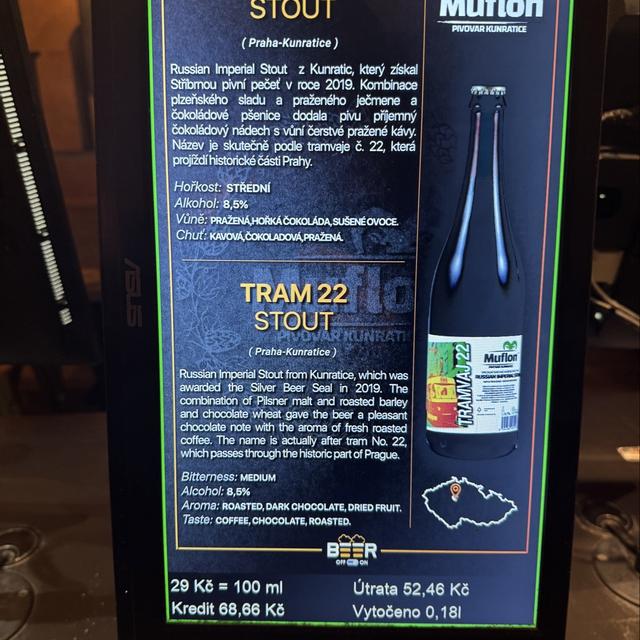 STOUT
Muflon
PIVOVAR KUNRATICE
( Praha-Kunratice )
Russian Imperial Stout z Kunratic, který získal
Stříbrnou pivní pečeť v roce 2019. Kombinace
plzeňského sladu a praženého ječmene a
čokoládové pšenice dodala pivu příjemný
čokoládový nádech s vůní čerstvé pražené kávy.
Název je skutečně podle tramvaje č. 22, která
projíždí historické části Prahy.
Hořkost: STŘEDNÍ
Alkohol: 8,5%
Vůně: PRAŽENÁ,HOŘKÁ ČOKOLÁDA,SUŠENÉ OVOCE.
Chuť: KAVOVÁ,ČOKOLADOVÁ,PRAŽENÁ.
ASUS
Muflo
PIVOVAR KUNRATI
TRAM 22
STOUT
( Praha-Kunratice )
Russian Imperial Stout from Kunratice, which was
awarded the Silver Beer Seal in 2019. The
combination of Pilsner malt and roasted barley
and chocolate wheat gave the beer a pleasant
chocolate note with the aroma of fresh roasted
coffee. The name is actually after tram No. 22,
which passes through the historic part of Prague.
Bitterness: MEDIUM
Alcohol: 8,5%
Aroma: ROASTED, DARK CHOCOLATE, DRIED FRUIT.
Taste: COFFEE, CHOCOLATE, ROASTED.
TRAMVAJ 22
Muflon
RUSSIAN IMPERIAL
BEER
OFF ON
29 Kč = 100 ml
Útrata 52,46 Kč
Kredit 68,66 Kč
Vytočeno 0,18l